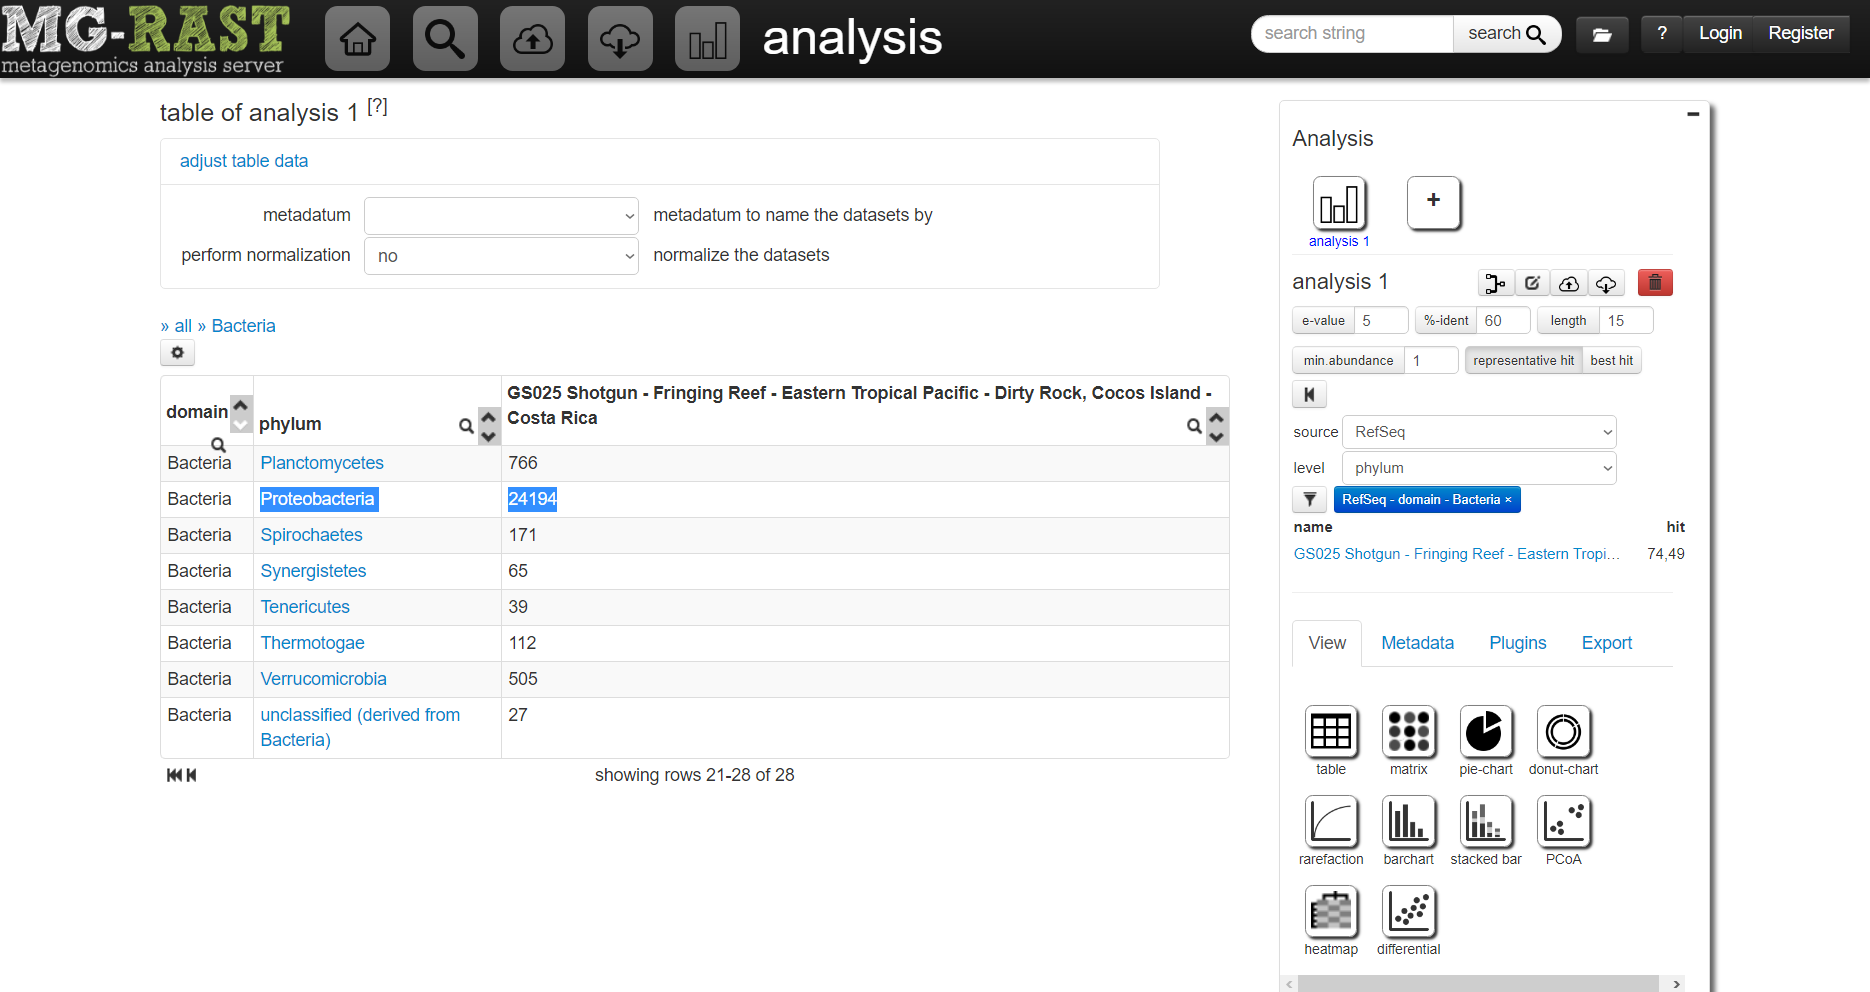 MG-RAST
metagenomics analysis server
analysis
search string
search
?
Login
Register
table of analysis 1 [?]
adjust table data
metadatum
metadatum to name the datasets by
perform normalization
no
normalize the datasets
» all » Bacteria
domain
phylum
GS025 Shotgun - Fringing Reef - Eastern Tropical Pacific - Dirty Rock, Cocos Island -
Costa Rica
Bacteria Planctomycetes 766
Bacteria Proteobacteria 24194
Bacteria Spirochaetes 171
Bacteria Synergistetes 65
Bacteria Tenericutes 39
Bacteria Thermotogae 112
Bacteria Verrucomicrobia 505
Bacteria unclassified (derived from 27
Bacteria)
showing rows 21-28 of 28
Analysis
+
analysis 1
analysis 1
e-value 5 %-ident 60 length 15
min.abundance 1 representative hit best hit
source RefSeq
level phylum
RefSeq - domain - Bacteria ×
name hit
GS025 Shotgun - Fringing Reef - Eastern Tropi... 74,49
View Metadata Plugins Export
table matrix pie-chart donut-chart
rarefaction barchart stacked bar PCoA
heatmap differential